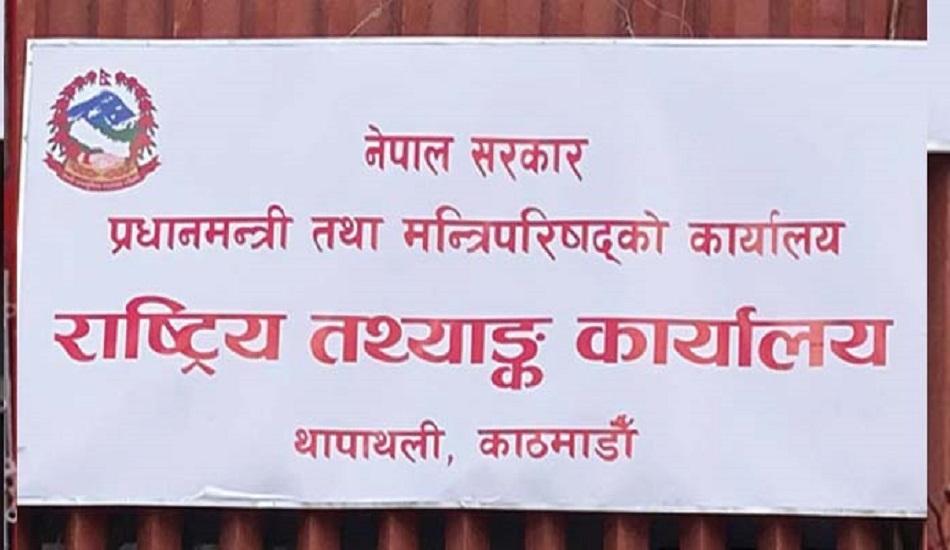 नेपाल सरकार
प्रधानमन्त्री तथा मन्त्रिपरिषद्को कार्यालय
राष्ट्रिय तथ्याङ्क कार्यालय
थापाथली, काठमाडौँ